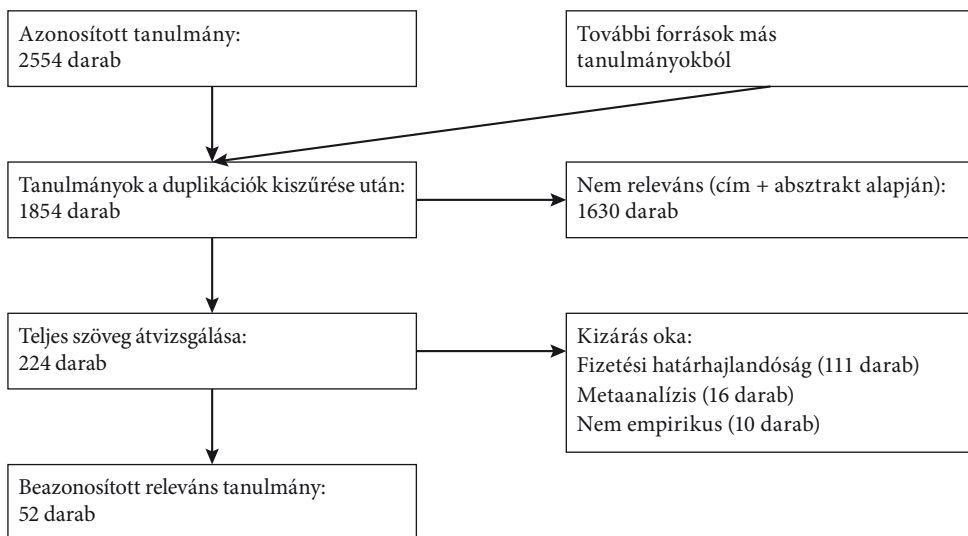 Azonosított tanulmány:
2554 darab
További források más
tanulmányokból
Tanulmányok a duplikációk kiszűrése után:
1854 darab
Nem releváns (cím + absztrakt alapján):
1630 darab
Teljes szöveg átvizsgálása:
224 darab
Kizárás oka:
Fizetési határhajlandóság (111 darab)
Metaanalízis (16 darab)
Nem empirikus (10 darab)
Beazonosított releváns tanulmány:
52 darab